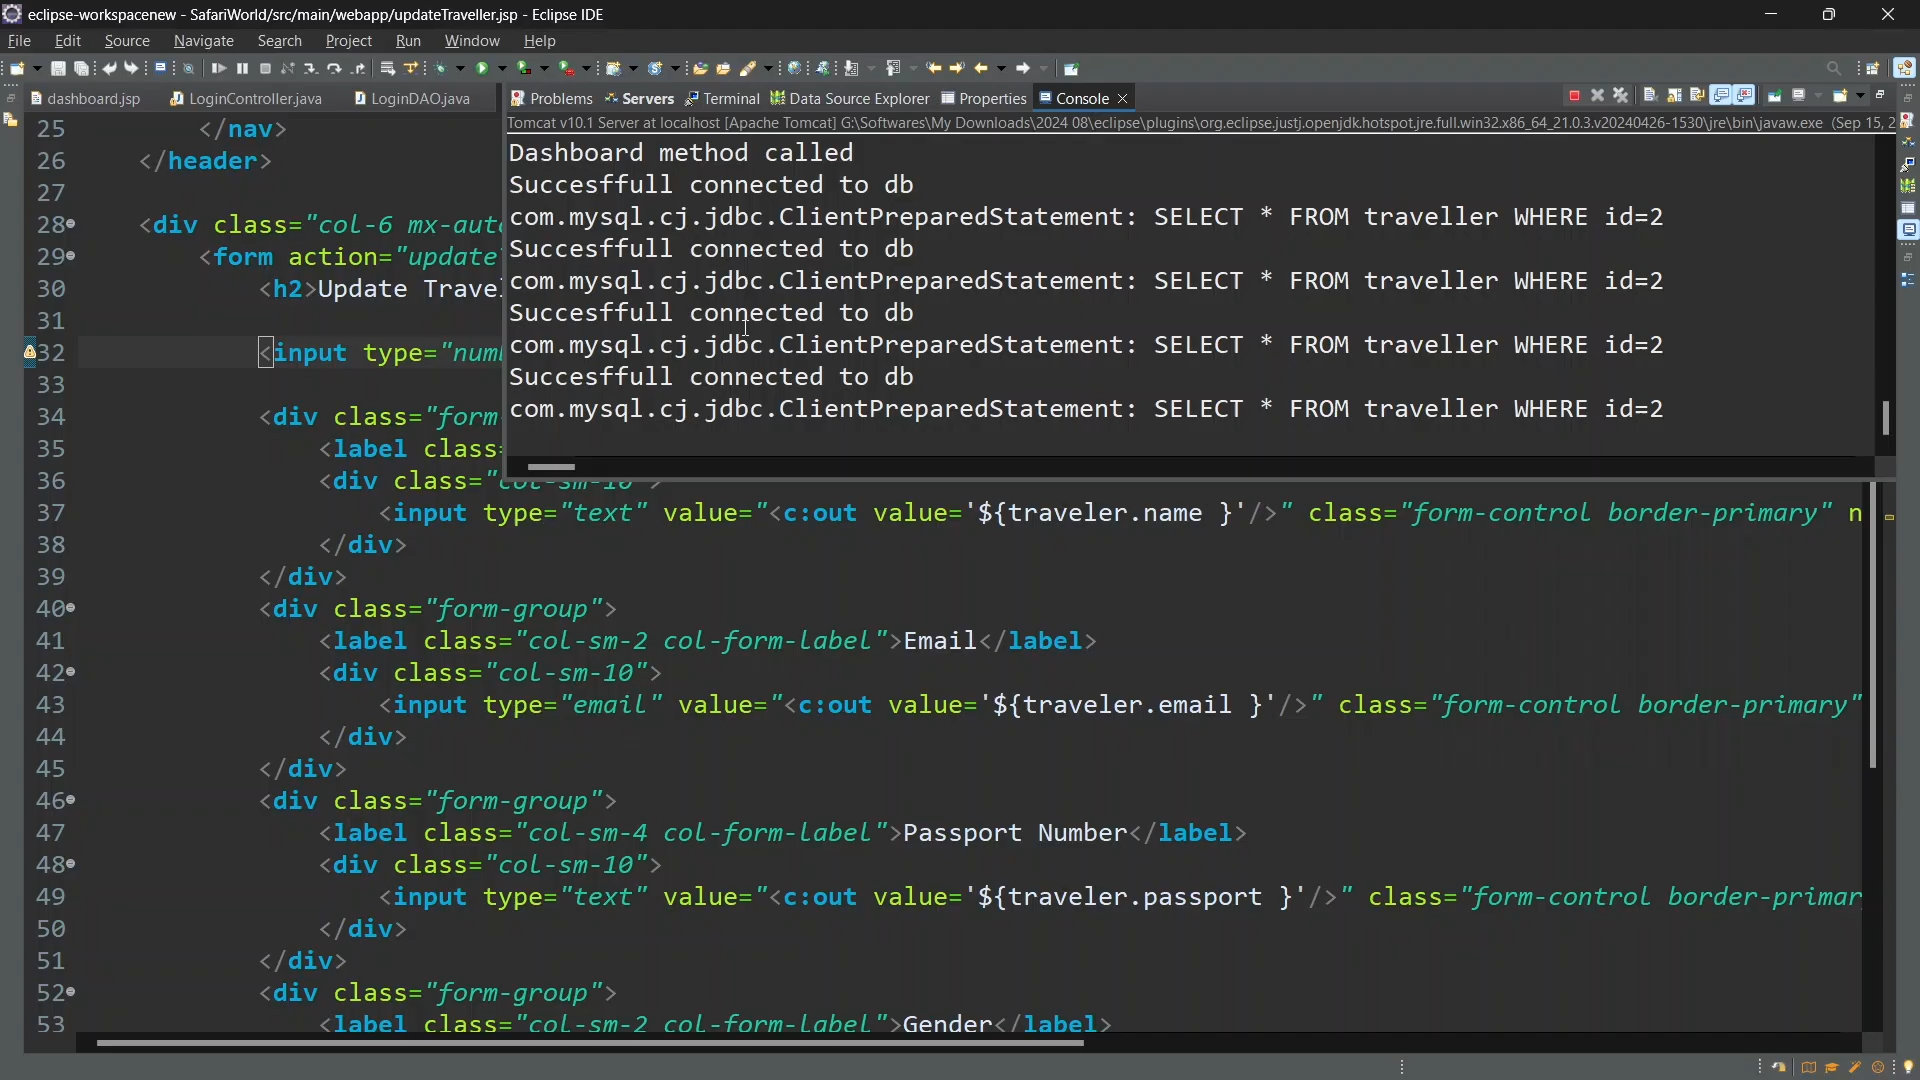 eclipse-workspacenew - SafariWorld/src/main/webapp/updateTraveller.jsp - Eclipse IDE
File Edit Source Navigate Search Project Run Window Help
dashboard.jsp LoginController.java LoginDAO.java
Problems Servers Terminal Data Source Explorer Properties Console
Tomcat v10.1 Server at localhost [Apache Tomcat] G:\Softwares\My Downloads\2024 08\eclipse\plugins\org.eclipse.justj.openjdk.hotspot.jre.full.win32.x86_64_21.0.3.v20240426-1530\jre\bin\javaw.exe (Sep 15, 2
Dashboard method called
Succesffull connected to db
com.mysql.cj.jdbc.ClientPreparedStatement: SELECT * FROM traveller WHERE id=2
Succesffull connected to db
com.mysql.cj.jdbc.ClientPreparedStatement: SELECT * FROM traveller WHERE id=2
Succesffull connected to db
com.mysql.cj.jdbc.ClientPreparedStatement: SELECT * FROM traveller WHERE id=2
Succesffull connected to db
com.mysql.cj.jdbc.ClientPreparedStatement: SELECT * FROM traveller WHERE id=2
25 </nav>
26 </header>
27
28 <div class="col-6 mx-aut
29 <form action="update
30 <h2>Update Trave
31
32 <input type="num
33
34 <div class="form
35 <label class
36 <div class="col-sm-10">
37 <input type="text" value="<c:out value='${traveler.name }'/>" class="form-control border-primary" n
38 </div>
39 </div>
40 <div class="form-group">
41 <label class="col-sm-2 col-form-label">Email</label>
42 <div class="col-sm-10">
43 <input type="email" value="<c:out value='${traveler.email }'/>" class="form-control border-primary"
44 </div>
45 </div>
46 <div class="form-group">
47 <label class="col-sm-4 col-form-label">Passport Number</label>
48 <div class="col-sm-10">
49 <input type="text" value="<c:out value='${traveler.passport }'/>" class="form-control border-primar
50 </div>
51 </div>
52 <div class="form-group">
53 <label class="col-sm-2 col-form-label">Gender</label>